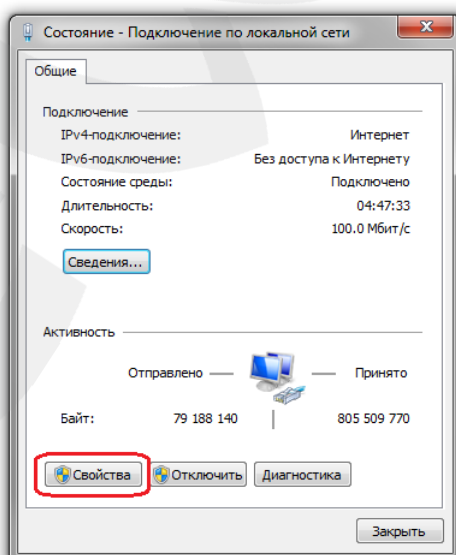 Состояние - Подключение по локальной сети
Общие
Подключение
IPv4-подключение: Интернет
IPv6-подключение: Без доступа к Интернету
Состояние среды: Подключено
Длительность: 04:47:33
Скорость: 100.0 Мбит/с
Сведения...
Активность
Отправлено — — Принято
Байт: 79 188 140 | 805 509 770
Свойства Отключить Диагностика
Закрыть